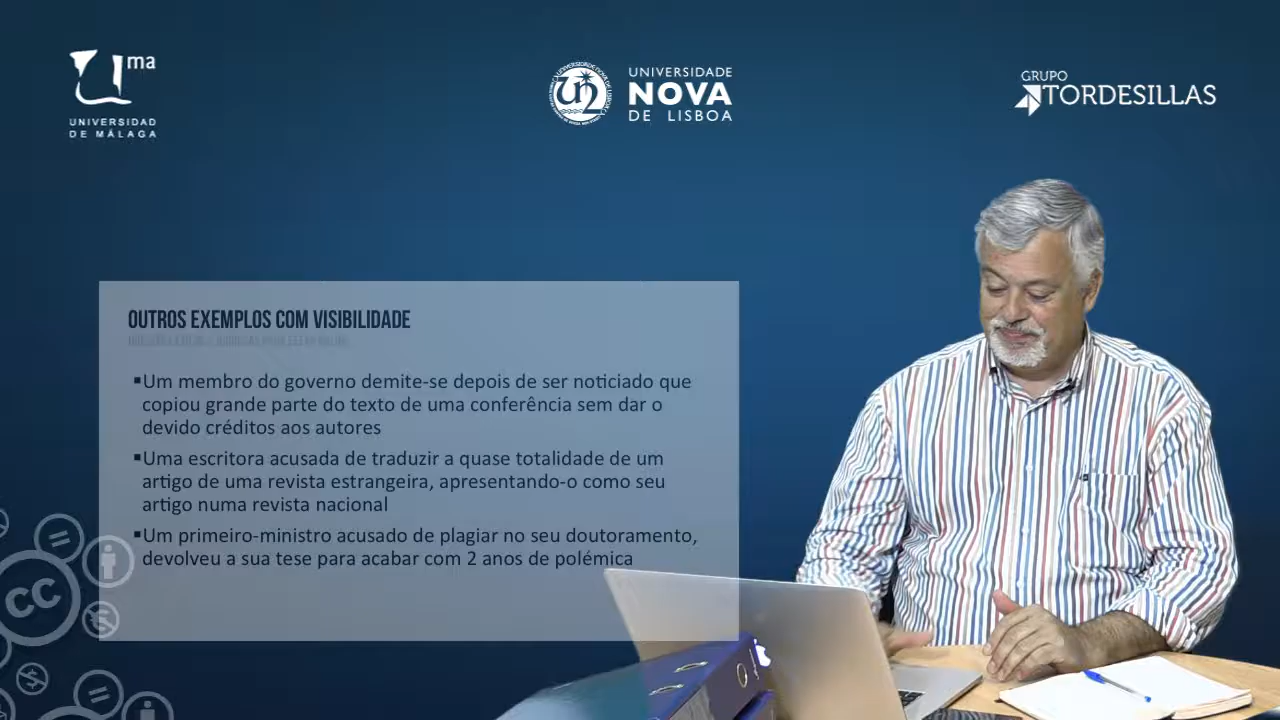 ma
UNIVERSIDAD
DE MÁLAGA
UNIVERSIDADE
NOVA
DE LISBOA
GRUPO
TORDESILLAS
OUTROS EXEMPLOS COM VISIBILIDADE
▪Um membro do governo demite-se depois de ser noticiado que
copiou grande parte do texto de uma conferência sem dar o
devido créditos aos autores
▪Uma escritora acusada de traduzir a quase totalidade de um
artigo de uma revista estrangeira, apresentando-o como seu
artigo numa revista nacional
▪Um primeiro-ministro acusado de plagiar no seu doutoramento,
devolveu a sua tese para acabar com 2 anos de polémica
cc